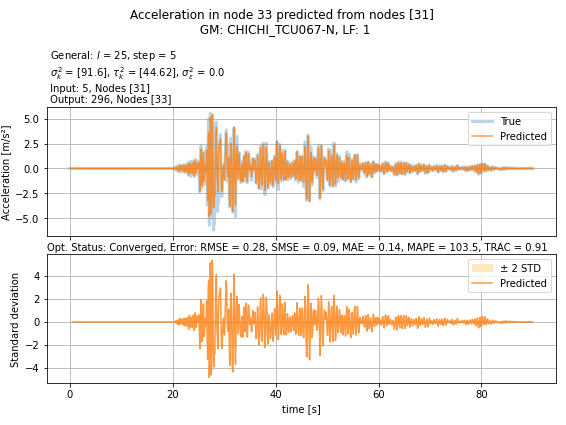 Acceleration in node 33 predicted from nodes [31]
GM: CHICHI_TCU067-N, LF: 1
General: l = 25, step = 5
σ²ₖ = [91.6], τ²ₖ = [44.62], σ²ε = 0.0
Input: 5, Nodes [31]
Output: 296, Nodes [33]
Acceleration [m/s²]
5.0
2.5
0.0
−2.5
−5.0
True
Predicted
Opt. Status: Converged, Error: RMSE = 0.28, SMSE = 0.09, MAE = 0.14, MAPE = 103.5, TRAC = 0.91
Standard deviation
4
2
0
−2
−4
± 2 STD
Predicted
0 20 40 60 80
time [s]